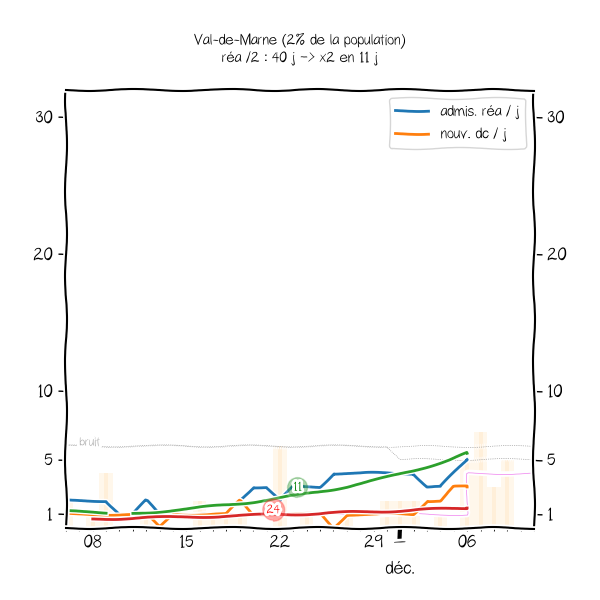 Val-de-Marne (2% de la population)
réa /2 : 40 j -> x2 en 11 j
admis. réa / j
nouv. dc / j
30
30
20
20
10
10
bruit
5
5
11
24
1
1
08
15
22
29
06
déc.